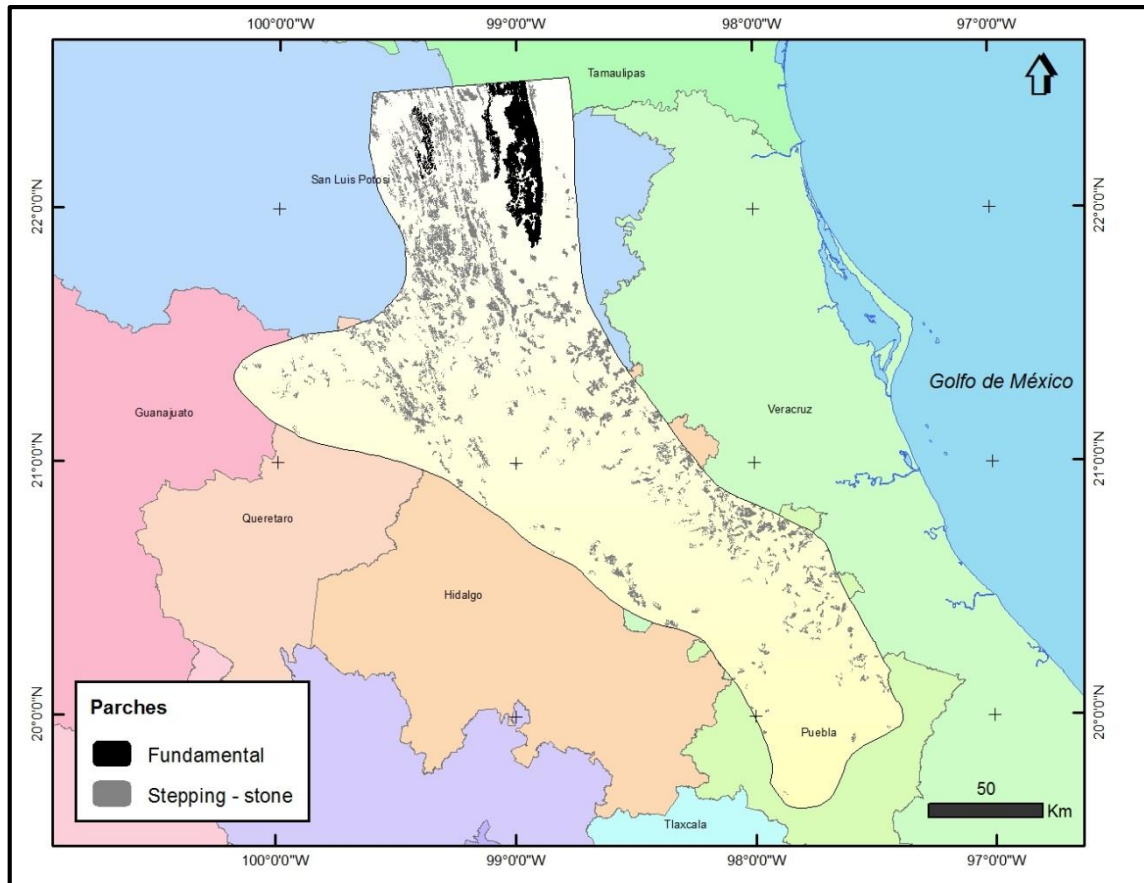 100°0'0"W 99°0'0"W 98°0'0"W 97°0'0"W
Tamaulipas
San Luis Potosi
22°0'0"N 22°0'0"N
Golfo de México
Guanajuato
Veracruz
21°0'0"N 21°0'0"N
Queretaro
Hidalgo
Parches
Fundamental
Stepping - stone
20°0'0"N 20°0'0"N
Puebla
50
Km
Tlaxcala
100°0'0"W 99°0'0"W 98°0'0"W 97°0'0"W